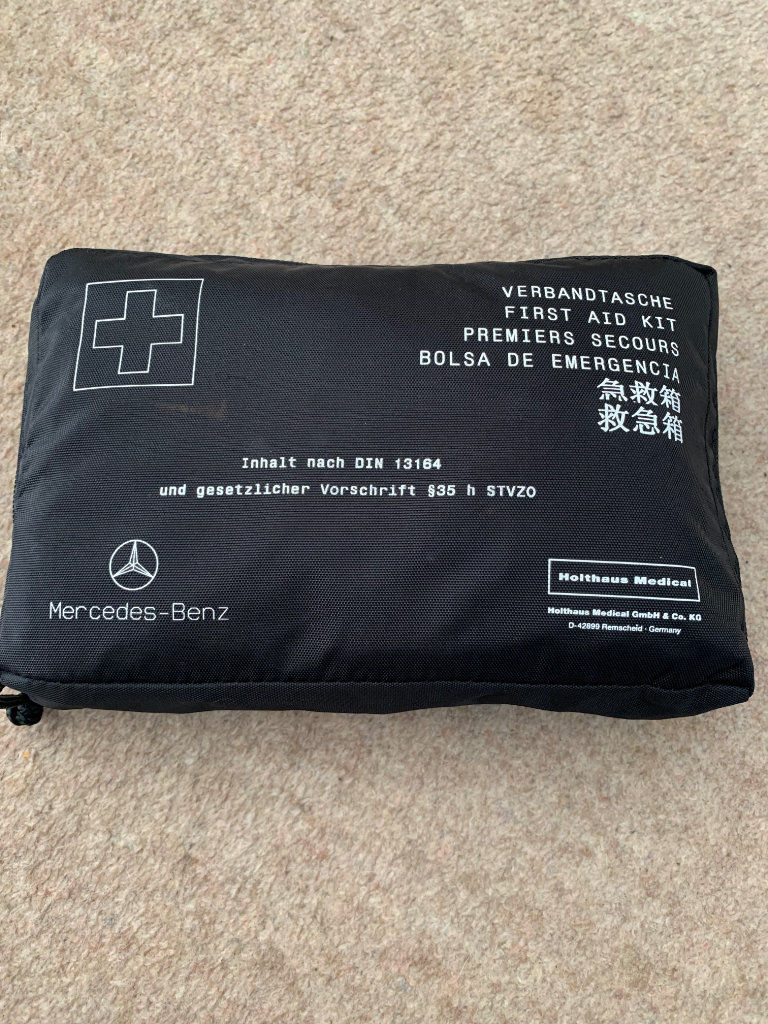 VERBANDTASCHE
FIRST AID KIT
PREMIERS SECOURS
BOLSA DE EMERGENCIA
急救箱
救急箱
Inhalt nach DIN 13164
und gesetzlicher Vorschrift §35 h STVZO
Mercedes-Benz
Holthaus Medical
Holthaus Medical GmbH & Co. KG
D-42899 Remscheid · Germany